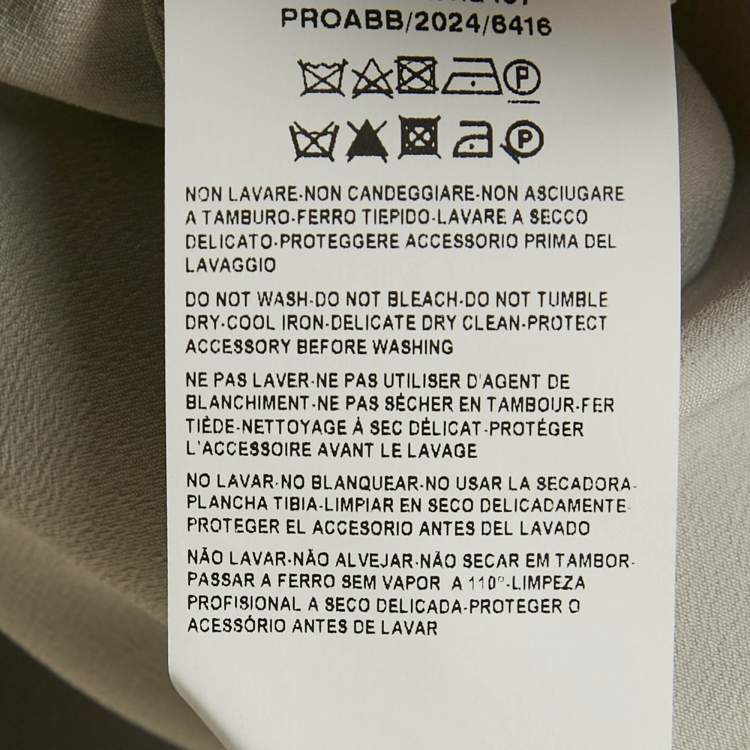 PROABB/2024/6416
P
P
NON LAVARE-NON CANDEGGIARE-NON ASCIUGARE
A TAMBURO-FERRO TIEPIDO-LAVARE A SECCO
DELICATO-PROTEGGERE ACCESSORIO PRIMA DEL
LAVAGGIO
DO NOT WASH-DO NOT BLEACH-DO NOT TUMBLE
DRY-COOL IRON-DELICATE DRY CLEAN-PROTECT
ACCESSORY BEFORE WASHING
NE PAS LAVER-NE PAS UTILISER D'AGENT DE
BLANCHIMENT-NE PAS SÉCHER EN TAMBOUR-FER
TIÈDE-NETTOYAGE À SEC DÉLICAT-PROTÉGER
L'ACCESSOIRE AVANT LE LAVAGE
NO LAVAR-NO BLANQUEAR-NO USAR LA SECADORA-
PLANCHA TIBIA-LIMPIAR EN SECO DELICADAMENTE-
PROTEGER EL ACCESORIO ANTES DEL LAVADO
NÃO LAVAR-NÃO ALVEJAR-NÃO SECAR EM TAMBOR-
PASSAR A FERRO SEM VAPOR A 110°-LIMPEZA
PROFISIONAL A SECO DELICADA-PROTEGER O
ACESSÓRIO ANTES DE LAVAR